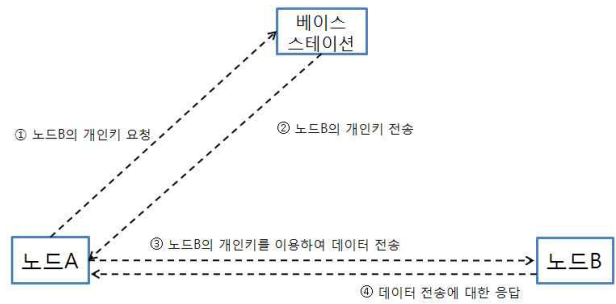 베이스
스테이션
① 노드B의 개인키 요청
② 노드B의 개인키 전송
③ 노드B의 개인키를 이용하여 데이터 전송
노드A
노드B
④ 데이터 전송에 대한 응답